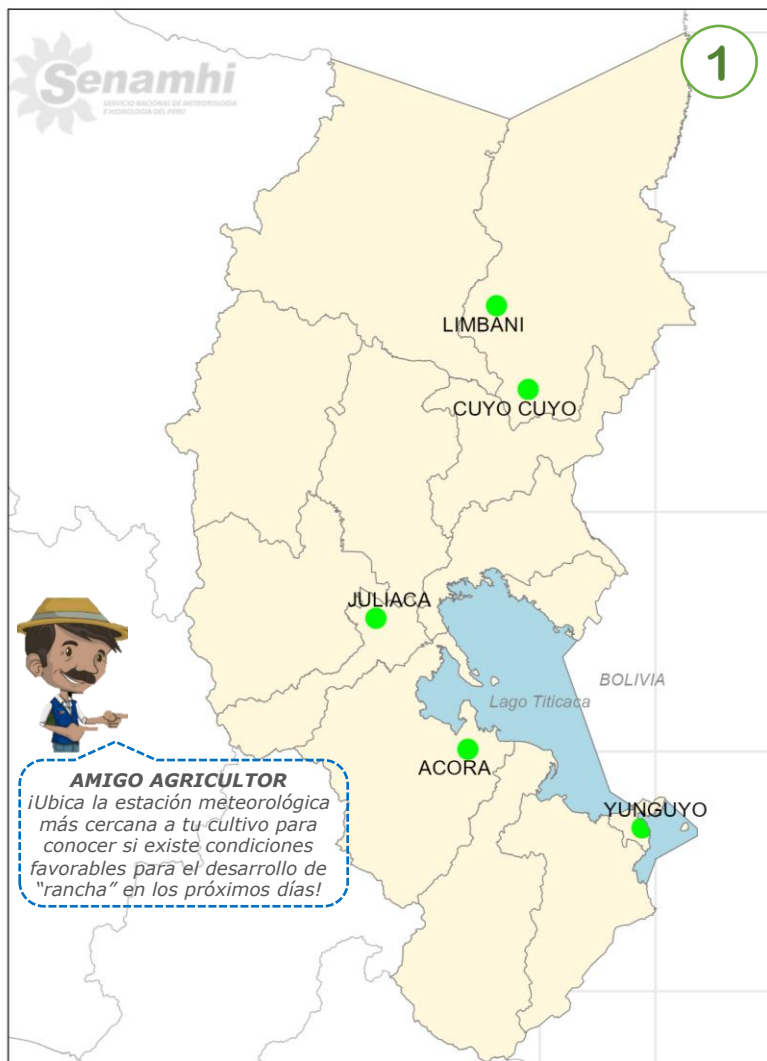 1
Senamhi
SERVICIO NACIONAL DE METEOROLOGÍA
E HIDROLOGÍA DEL PERÚ
LIMBANI
CUYO CUYO
JULIACA
BOLIVIA
Lago Titicaca
ACORA
YUNGUYO
AMIGO AGRICULTOR
¡Ubica la estación meteorológica
más cercana a tu cultivo para
conocer si existe condiciones
favorables para el desarrollo de
“rancha” en los próximos días!